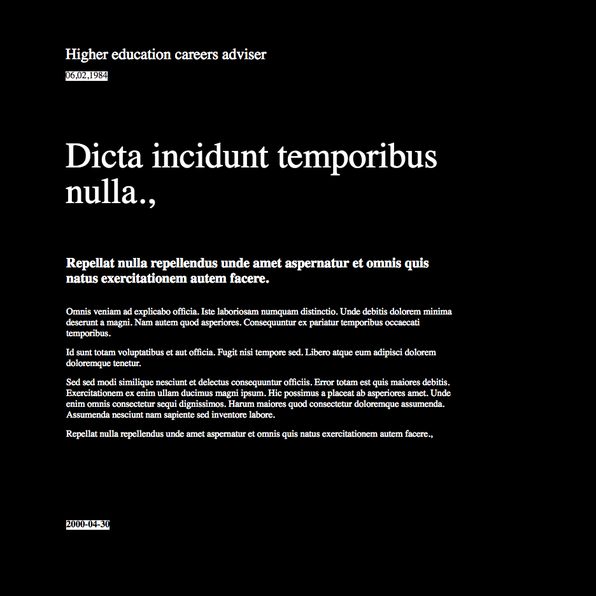 Higher education careers adviser
06,02,1984
Dicta incidunt temporibus
nulla.,
Repellat nulla repellendus unde amet aspernatur et omnis quis
natus exercitationem autem facere.
Omnis veniam ad explicabo officia. Iste laboriosam numquam distinctio. Unde debitis dolorem minima
deserunt a magni. Nam autem quod asperiores. Consequuntur ex pariatur temporibus occaecati
temporibus.
Id sunt totam voluptatibus et aut officia. Fugit nisi tempore sed. Libero atque eum adipisci dolorem
doloremque tenetur.
Sed sed modi similique nesciunt et delectus consequuntur officiis. Error totam est quis maiores debitis.
Exercitationem ex enim ullam ducimus magni ipsum. Hic possimus a placeat ab asperiores amet. Unde
enim omnis consectetur sequi dignissimos. Harum maiores quod consectetur doloremque assumenda.
Assumenda nesciunt nam sapiente sed inventore labore.
Repellat nulla repellendus unde amet aspernatur et omnis quis natus exercitationem autem facere.,
2000-04-30